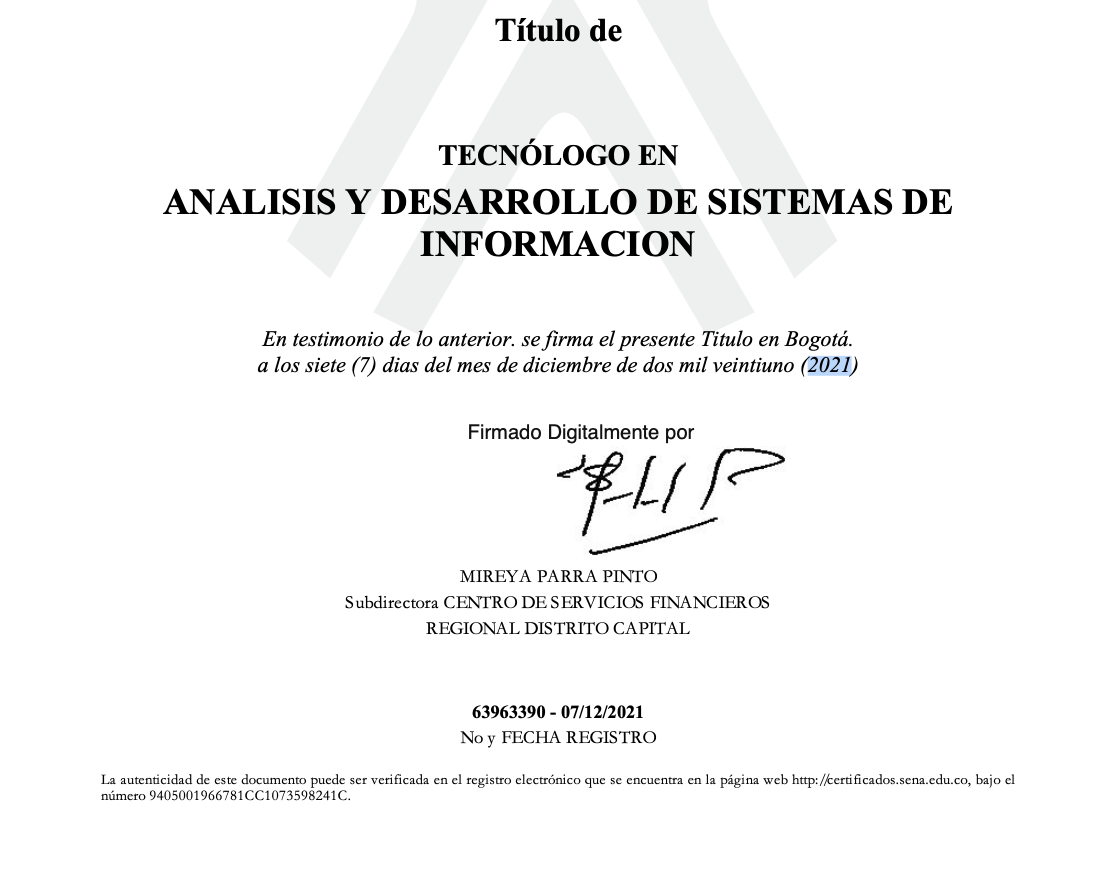 Título de
TECNÓLOGO EN
ANALISIS Y DESARROLLO DE SISTEMAS DE
INFORMACION
En testimonio de lo anterior. se firma el presente Titulo en Bogotá.
a los siete (7) dias del mes de diciembre de dos mil veintiuno (2021)
Firmado Digitalmente por
MIREYA PARRA PINTO
Subdirectora CENTRO DE SERVICIOS FINANCIEROS
REGIONAL DISTRITO CAPITAL
63963390 - 07/12/2021
No y FECHA REGISTRO
La autenticidad de este documento puede ser verificada en el registro electrónico que se encuentra en la página web http://certificados.sena.edu.co, bajo el
número 9405001966781CC1073598241C.